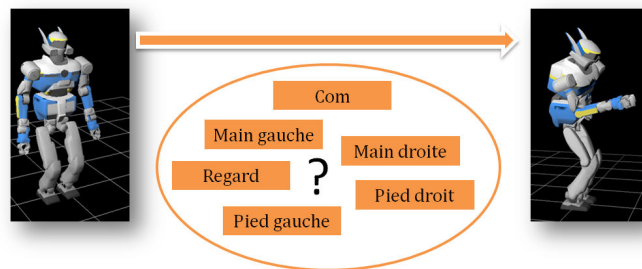 Com
Main gauche
Main droite
Regard
?
Pied droit
Pied gauche